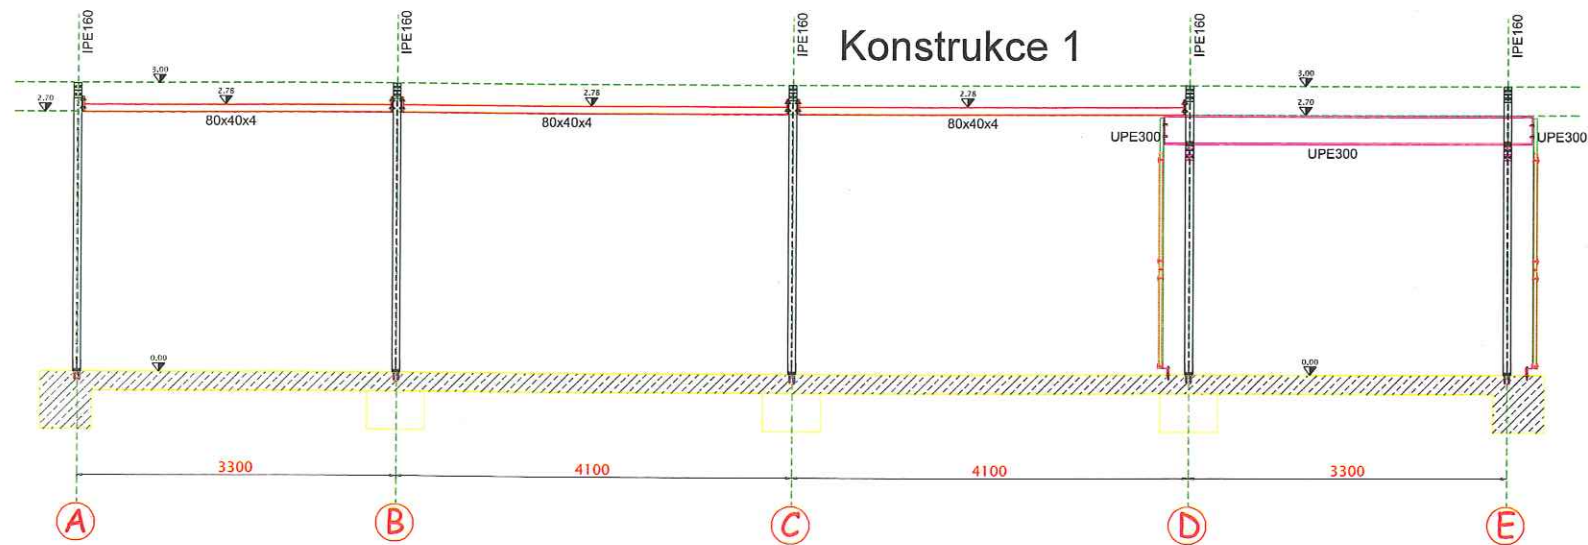 IPE160
IPE160
IPE160
IPE160
IPE160
Konstrukce 1
3,00
3,00
2,70
2,78
2,78
2,78
2,70
80x40x4
80x40x4
80x40x4
UPE300
UPE300
UPE300
0,00
0,00
3300
4100
4100
3300
A
B
C
D
E